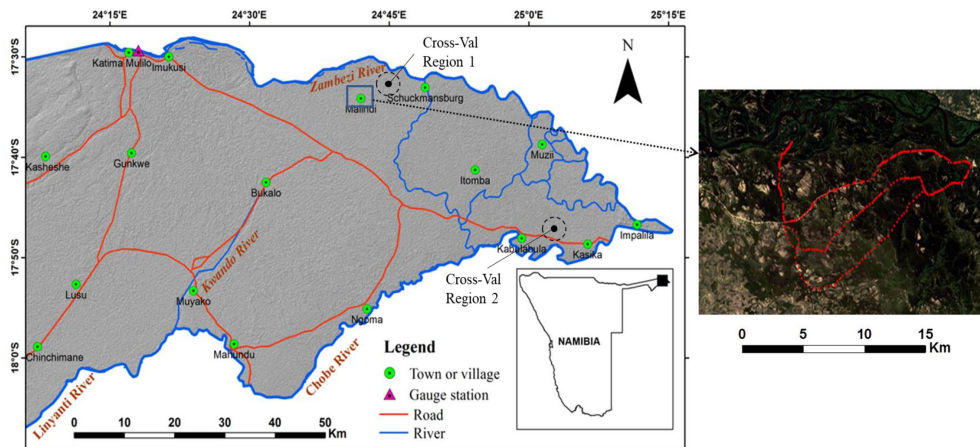 24°15'E 24°30'E 24°45'E 25°0'E 25°15'E
17°30'S
17°40'S
17°50'S
18°0'S
Cross-Val
Region 1
N
Katima Mulilo
Imukusi
Zambezi River
Schuckmansburg
Malindi
Kasheshe
Gunkwe
Muzii
Itomba
Bukalo
Impalila
Kabulabula
Kasika
Kwando River
Cross-Val
Region 2
Lusu
Muyako
Ngoma
Chinchimane
Mahundu
Chobe River
Linyanti River
NAMIBIA
Legend
Town or village
Gauge station
Road
River
0 10 20 30 40 50
Km
0 5 10 15
Km